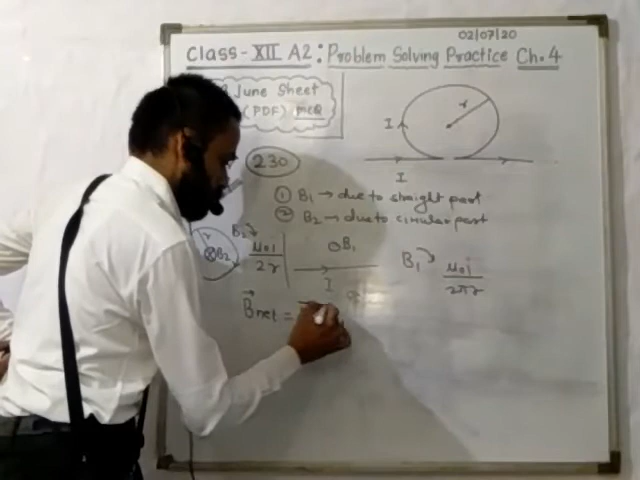 02/07/20
Class-XII A2: Problem Solving Practice Ch.4
June Sheet
(PDF) MCQ
r
I
I
230
① B₁ → due to straight part
② B₂ → due to circular part
r
⊗B₂
B₂
μ₀i
2r
⊙B₁
I
B₁
μ₀i
2πr
B⃗net =